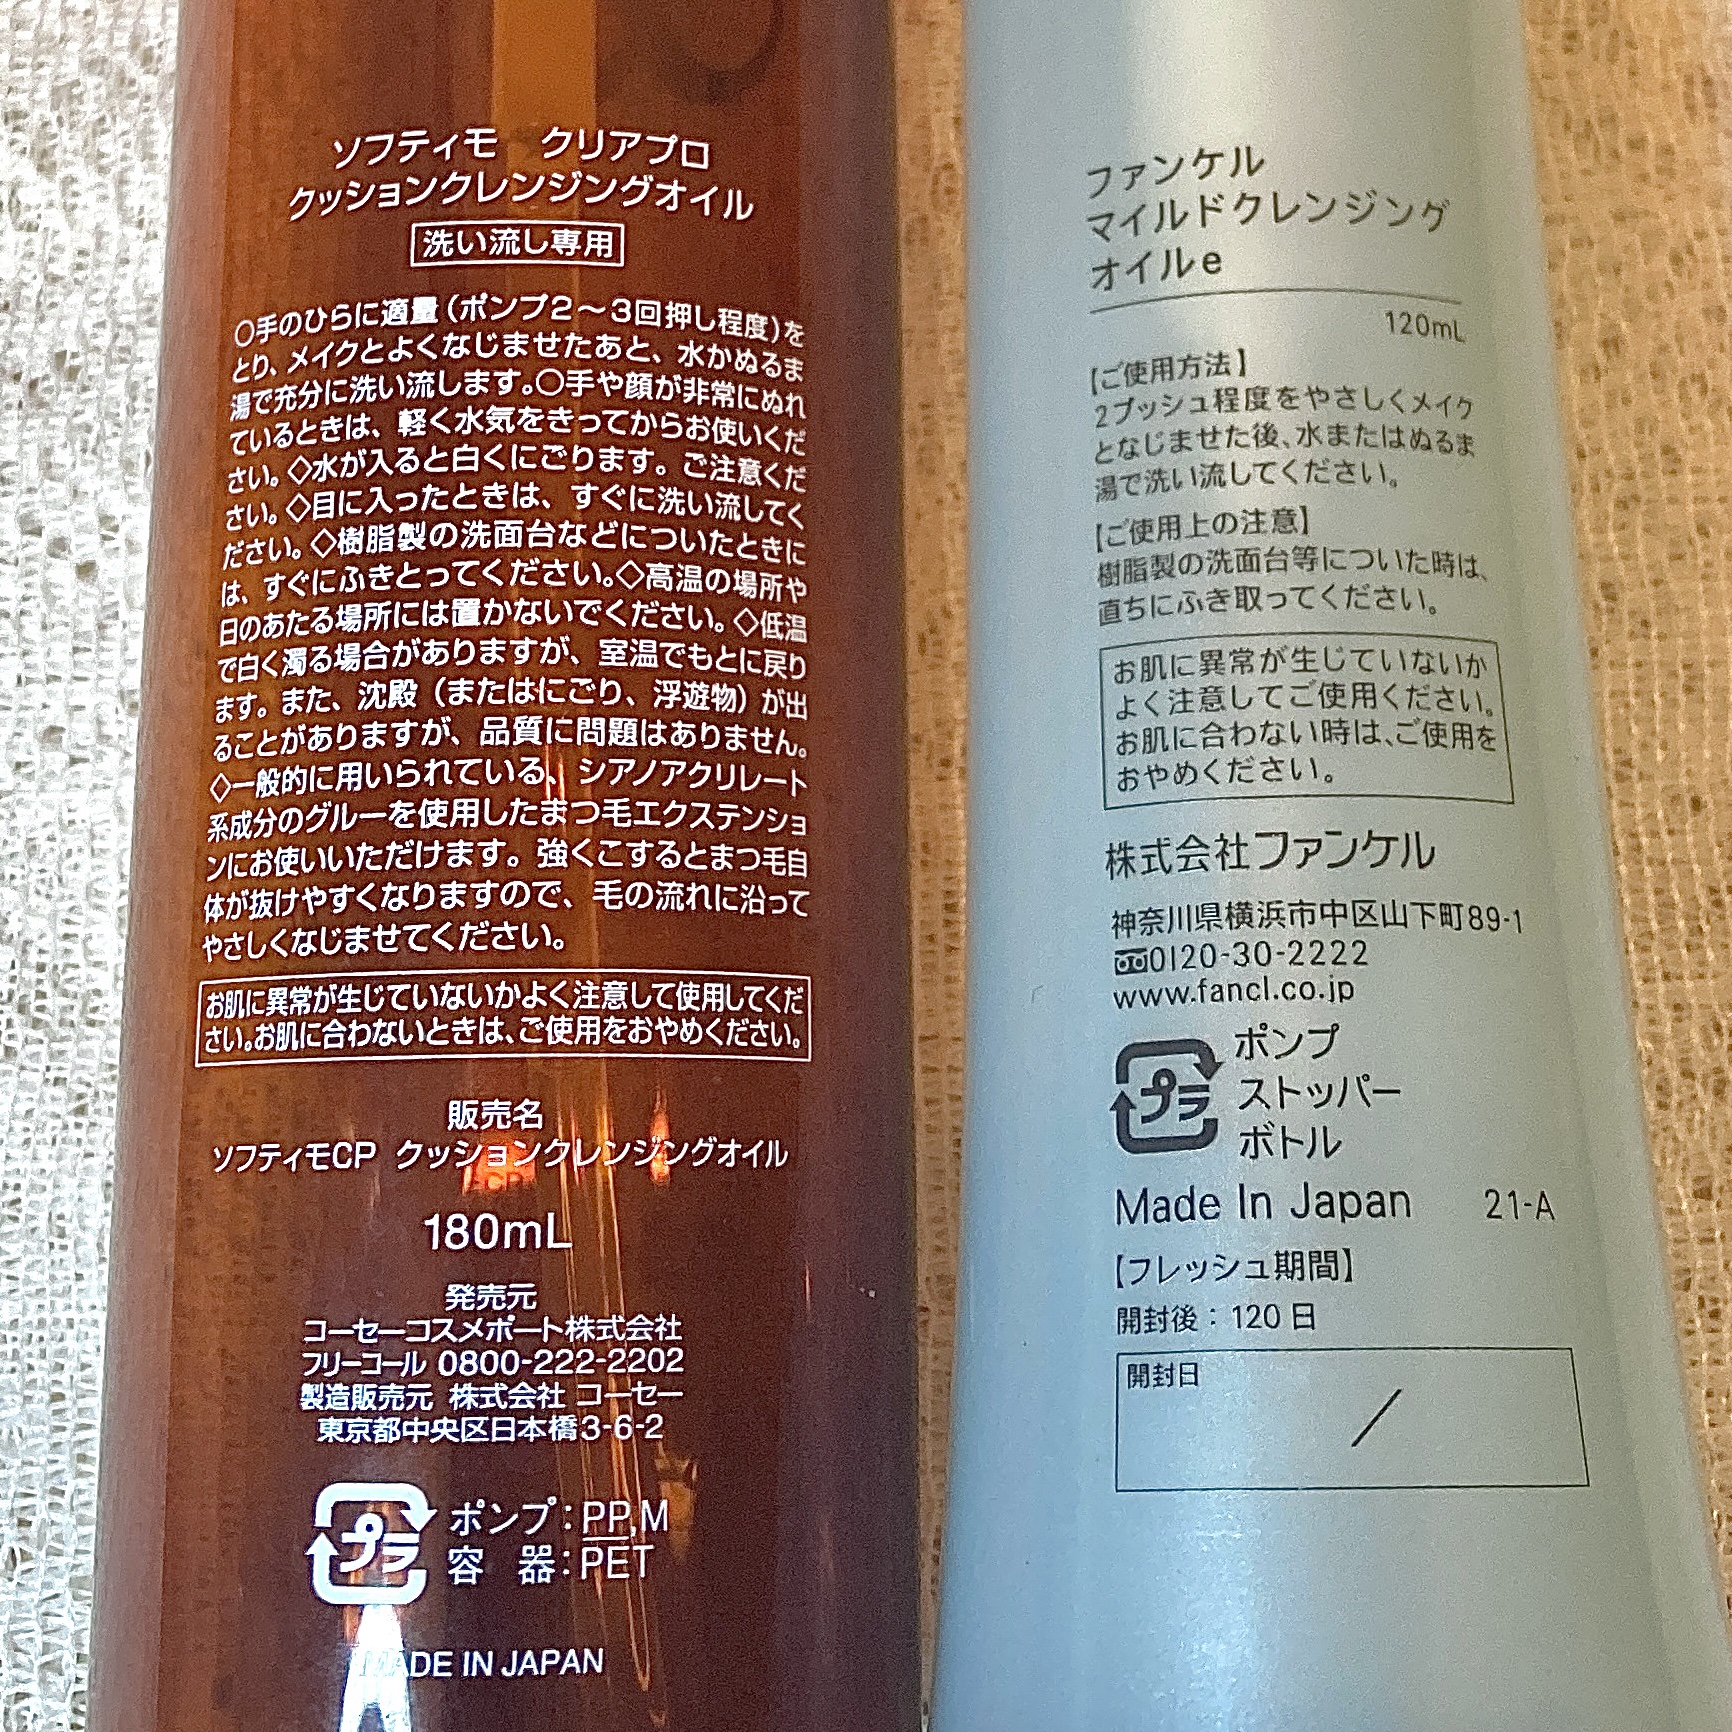 ソフティモ クリアプロ
クッションクレンジングオイル
洗い流し専用
○手のひらに適量（ポンプ2～3回押し程度）を
とり、メイクとよくなじませたあと、水かぬるま
湯で充分に洗い流します。○手や顔が非常にぬれ
ているときは、軽く水気をきってからお使いくだ
さい。◇水が入ると白くにごります。ご注意くだ
さい。◇目に入ったときは、すぐに洗い流してく
ださい。◇樹脂製の洗面台などについたときに
は、すぐにふきとってください。◇高温の場所や
日のあたる場所には置かないでください。◇低温
で白く濁る場合がありますが、室温でもとに戻り
ます。また、沈殿（またはにごり、浮遊物）が出
ることがありますが、品質に問題はありません。
◇一般的に用いられている、シアノアクリレート
系成分のグルーを使用したまつ毛エクステンショ
ンにお使いいただけます。強くこするとまつ毛自
体が抜けやすくなりますので、毛の流れに沿って
やさしくなじませてください。
お肌に異常が生じていないかよく注意して使用してくだ
さい。お肌に合わないときは、ご使用をおやめください。
販売名
ソフティモCP クッションクレンジングオイル
180mL
発売元
コーセーコスメポート株式会社
フリーコール 0800-222-2202
製造販売元 株式会社 コーセー
東京都中央区日本橋3-6-2
プラ
ポンプ：PP,M
容 器：PET
MADE IN JAPAN
ファンケル
マイルドクレンジング
オイルe
120mL
【ご使用方法】
2プッシュ程度をやさしくメイク
となじませた後、水またはぬるま
湯で洗い流してください。
【ご使用上の注意】
樹脂製の洗面台等についた時は、
直ちにふき取ってください。
お肌に異常が生じていないか
よく注意してご使用ください。
お肌に合わない時は、ご使用を
おやめください。
株式会社ファンケル
神奈川県横浜市中区山下町89-1
0120-30-2222
www.fancl.co.jp
プラ
ポンプ
ストッパー
ボトル
Made In Japan 21-A
【フレッシュ期間】
開封後：120日
開封日
/